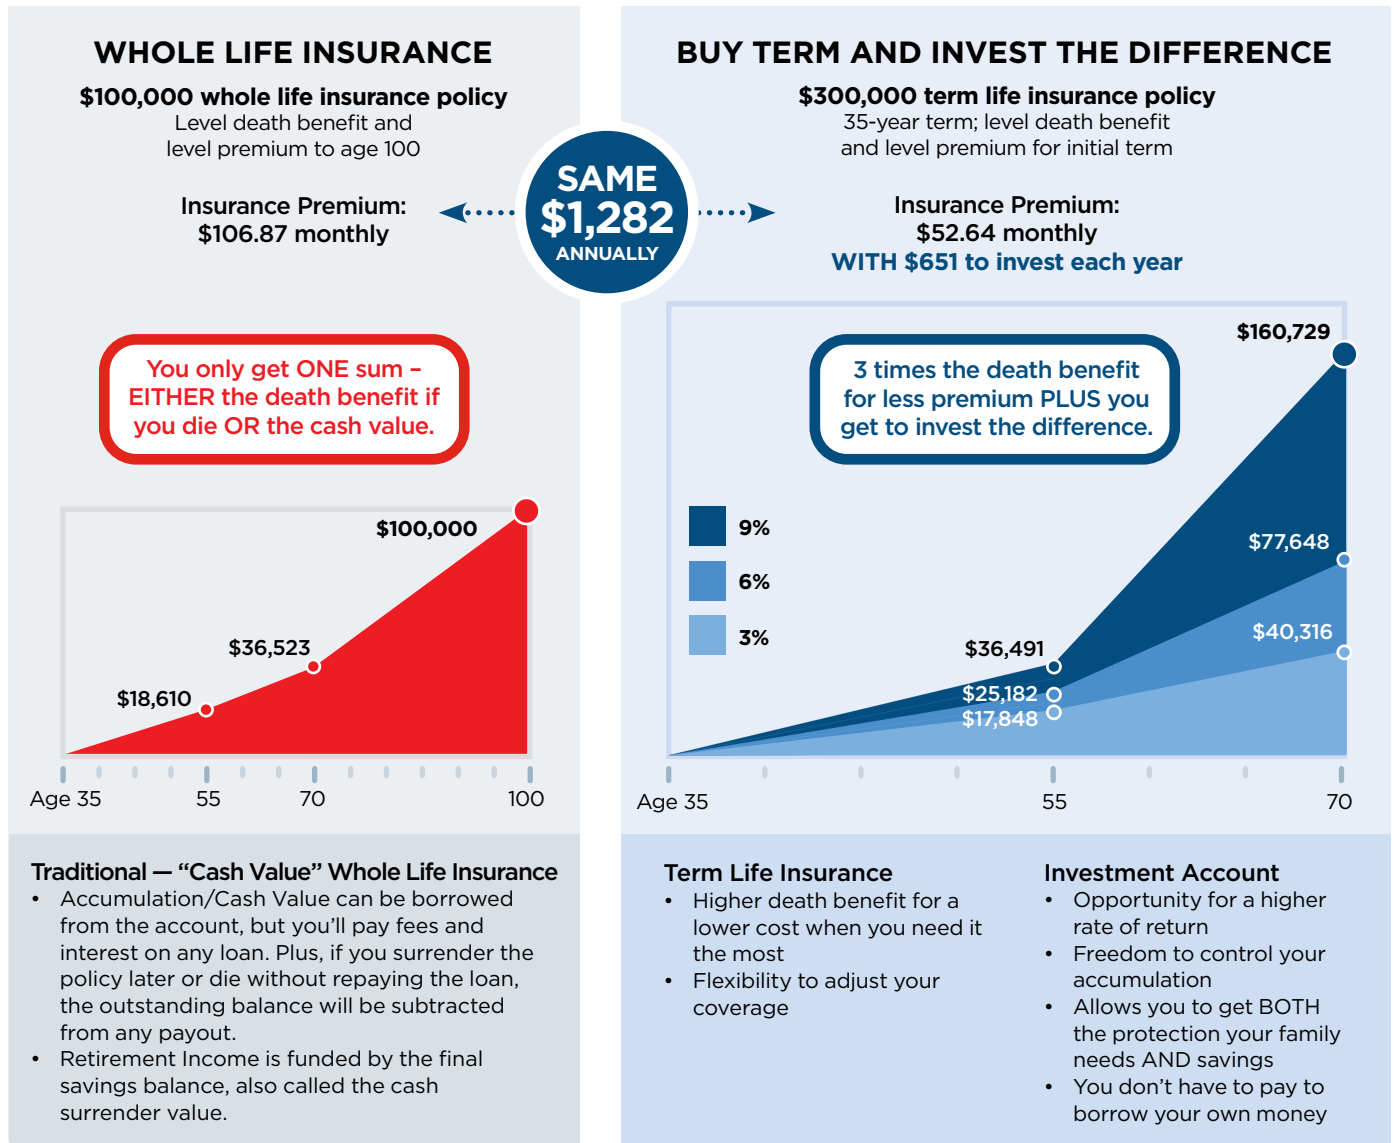 WHOLE LIFE INSURANCE
$100,000 whole life insurance policy
Level death benefit and
level premium to age 100
Insurance Premium:
$106.87 monthly
SAME
$1,282
ANNUALLY
BUY TERM AND INVEST THE DIFFERENCE
$300,000 term life insurance policy
35-year term; level death benefit
and level premium for initial term
Insurance Premium:
$52.64 monthly
WITH $651 to invest each year
You only get ONE sum –
EITHER the death benefit if
you die OR the cash value.
$100,000
$36,523
$18,610
Age 35
55
70
100
3 times the death benefit
for less premium PLUS you
get to invest the difference.
$160,729
9%
6%
3%
$77,648
$40,316
$36,491
$25,182
$17,848
Age 35
55
70
Traditional — “Cash Value” Whole Life Insurance
• Accumulation/Cash Value can be borrowed
from the account, but you’ll pay fees and
interest on any loan. Plus, if you surrender the
policy later or die without repaying the loan,
the outstanding balance will be subtracted
from any payout.
• Retirement Income is funded by the final
savings balance, also called the cash
surrender value.
Term Life Insurance
• Higher death benefit for a
lower cost when you need it
the most
• Flexibility to adjust your
coverage
Investment Account
• Opportunity for a higher
rate of return
• Freedom to control your
accumulation
• Allows you to get BOTH
the protection your family
needs AND savings
• You don’t have to pay to
borrow your own money